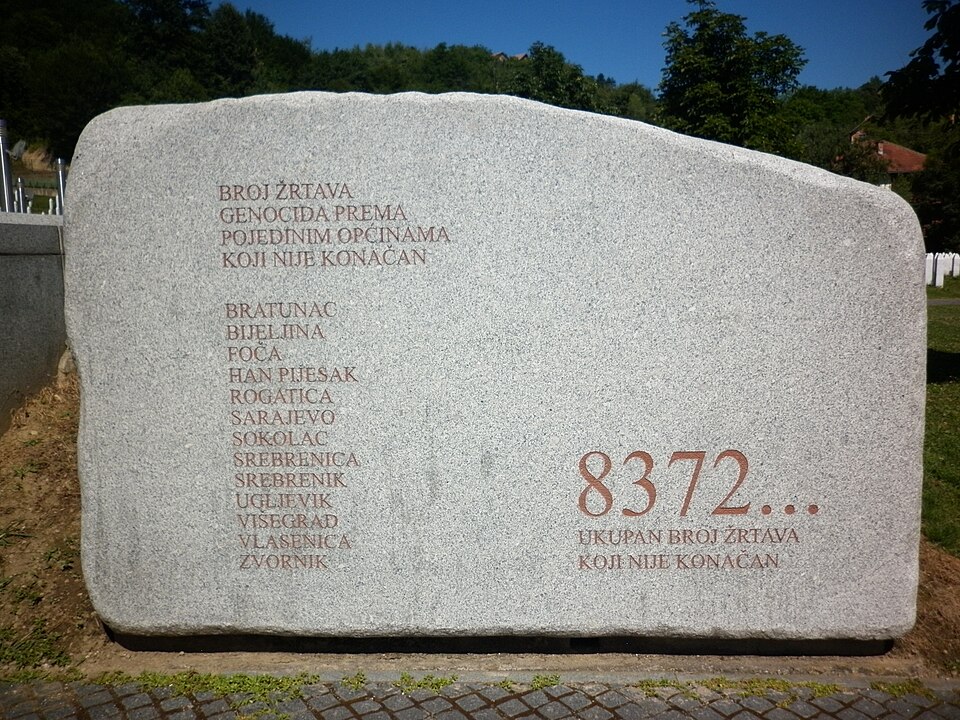 BROJ ŽRTAVA
GENOCIDA PREMA
POJEDINIM OPĆINAMA
KOJI NIJE KONAČAN
BRATUNAC
BIJELJINA
FOČA
HAN PIJESAK
ROGATICA
SARAJEVO
SOKOLAC
SREBRENICA
SREBRENIK
UGLJEVIK
VISEGRAD
VLASENICA
ZVORNIK
8372...
UKUPAN BROJ ŽRTAVA
KOJI NIJE KONAČAN